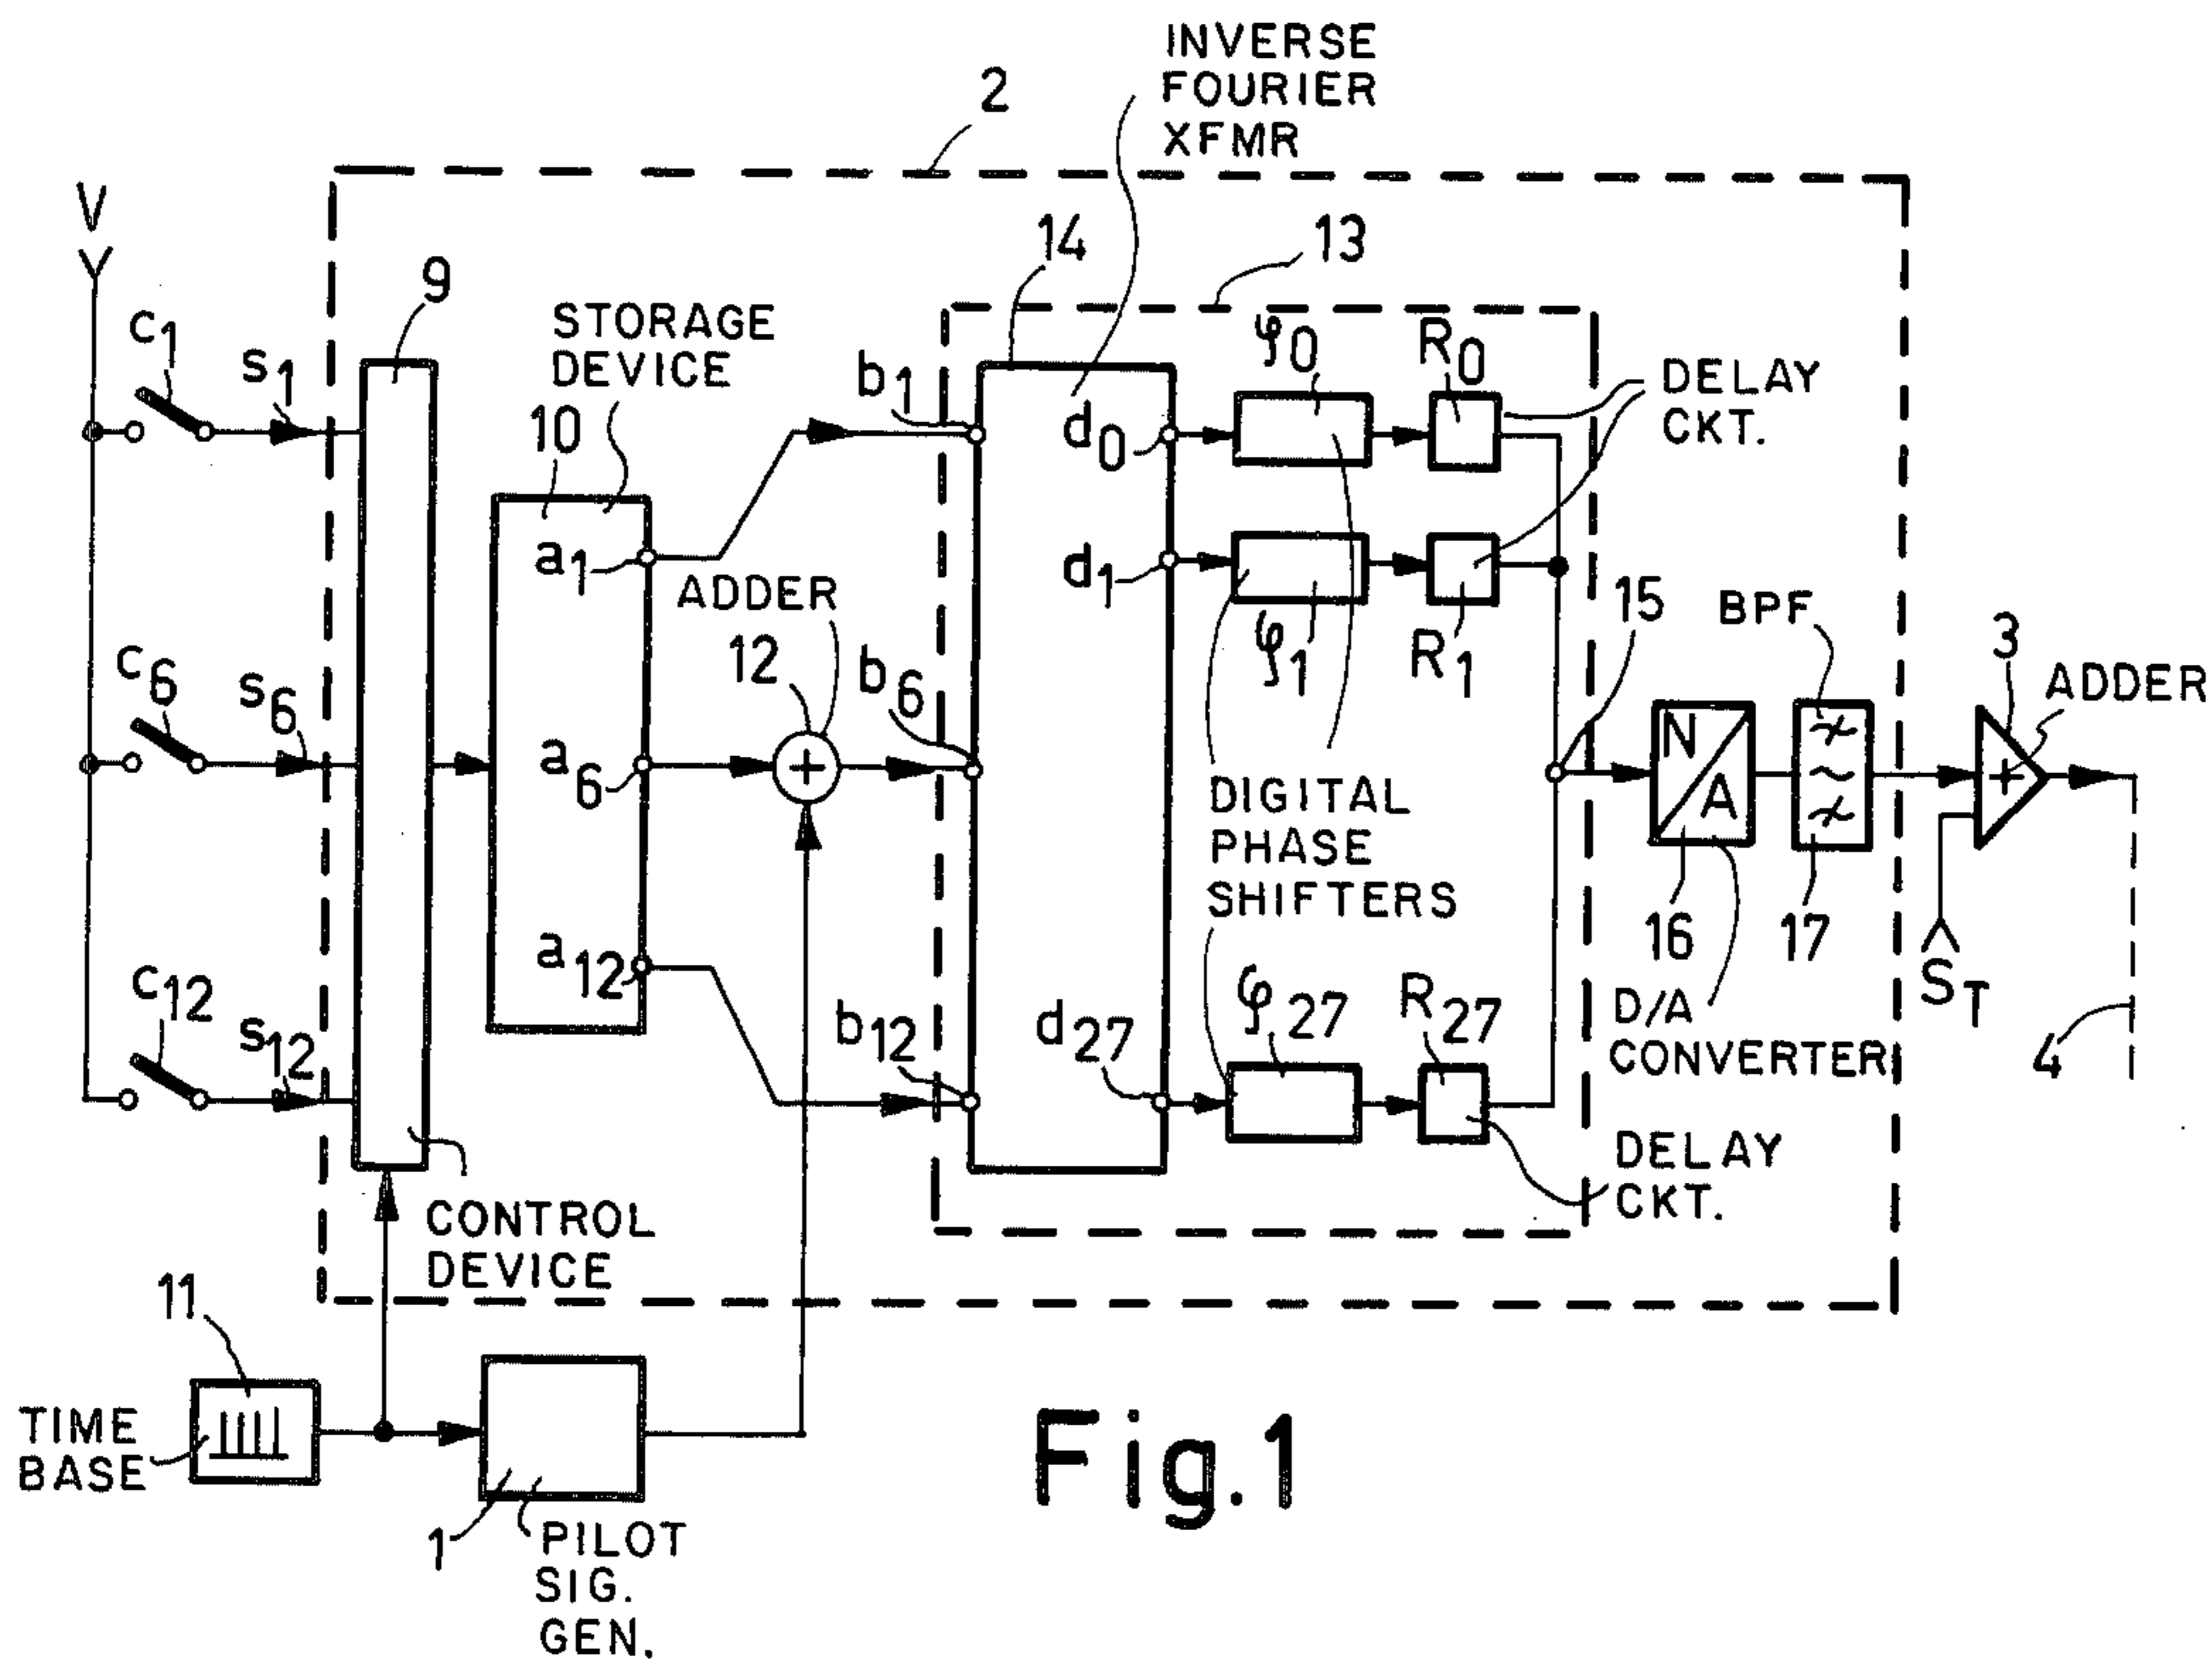 INVERSE
FOURIER
XFMR
2
V
14
13
9
c1
s1
STORAGE
DEVICE
10
b1
d0
φ0
R0
DELAY
CKT.
a1
ADDER
12
d1
φ1
R1
15
BPF
3
ADDER
c6
s6
a6
b6
N
A
+
+
DIGITAL
PHASE
SHIFTERS
16
17
ST
c12
s12
a12
b12
d27
φ27
R27
D/A
CONVERTER
4
DELAY
CKT.
CONTROL
DEVICE
11
TIME
BASE
1
PILOT
SIG.
GEN.
Fig.1